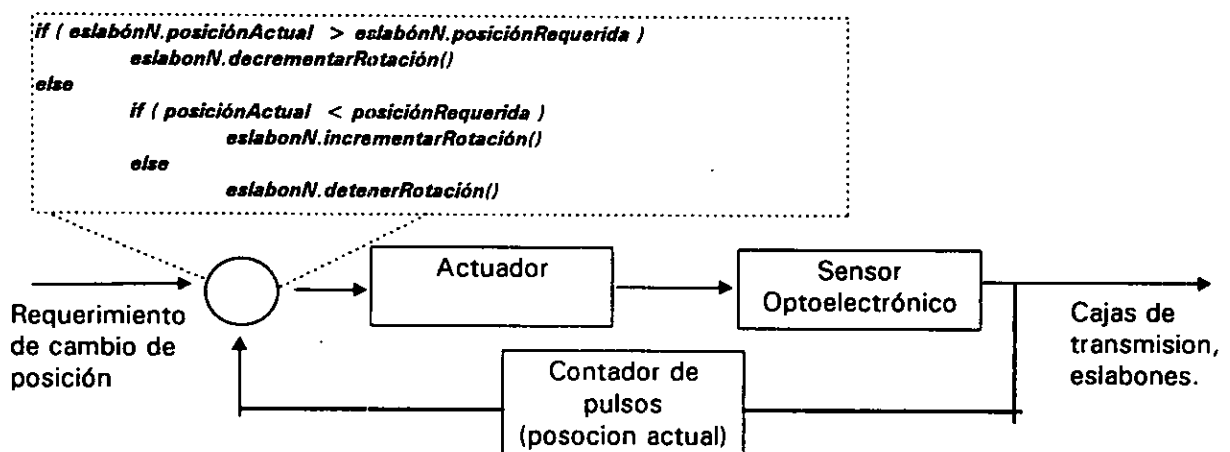 if ( eslabónN.posiciónActual > eslabónN.posiciónRequerida )
eslabonN.decrementarRotación()
else
if ( posiciónActual < posiciónRequerida )
eslabonN.incrementarRotación()
else
eslabonN.detenerRotación()
Actuador
Sensor
Optoelectrónico
Requerimiento
de cambio de
posición
Cajas de
transmision,
eslabones.
Contador de
pulsos
(posocion actual)